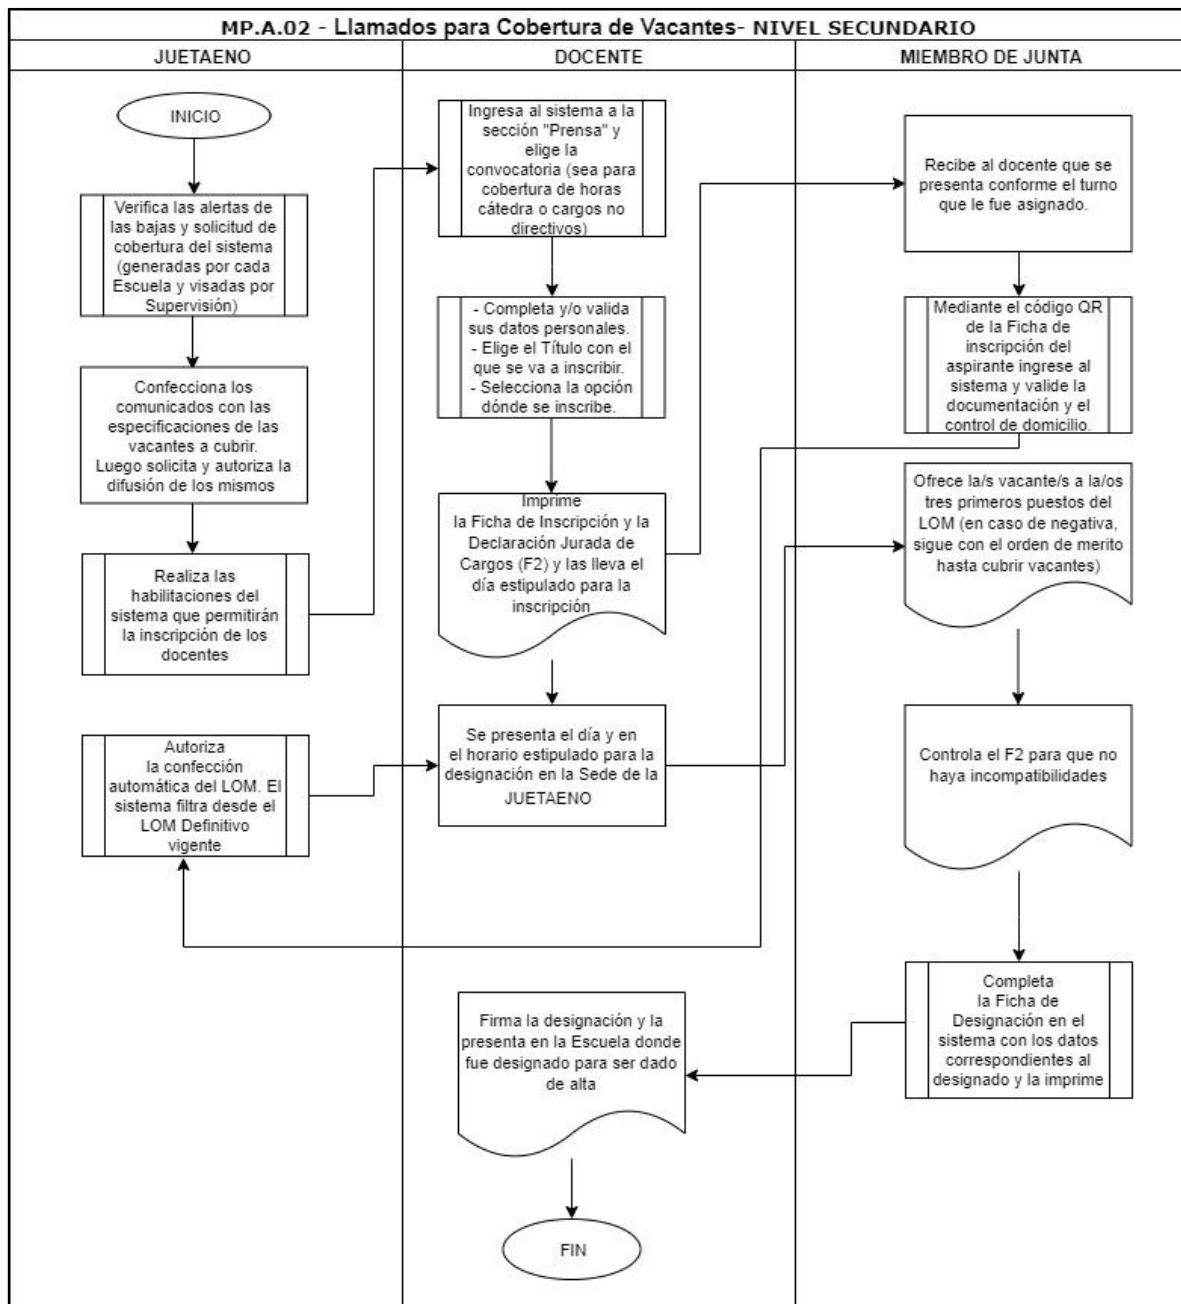 MP.A.02 - Llamados para Cobertura de Vacantes- NIVEL SECUNDARIO
JUETAENO
DOCENTE
MIEMBRO DE JUNTA
INICIO
Verifica las alertas de
las bajas y solicitud de
cobertura del sistema
(generadas por cada
Escuela y visadas por
Supervisión)
Confecciona los
comunicados con las
especificaciones de las
vacantes a cubrir.
Luego solicita y autoriza la
difusión de los mismos
Realiza las
habilitaciones del
sistema que permitirán
la inscripción de los
docentes
Autoriza
la confección
automática del LOM. El
sistema filtra desde el
LOM Definitivo
vigente
Ingresa al sistema a la
sección "Prensa" y
elige la
convocatoria (sea para
cobertura de horas
cátedra o cargos no
directivos)
- Completa y/o valida
sus datos personales.
- Elige el Título con el
que se va a inscribir.
- Selecciona la opción
dónde se inscribe.
Imprime
la Ficha de Inscripción y la
Declaración Jurada de
Cargos (F2) y las lleva el
día estipulado para la
inscripción
Se presenta el día y en
el horario estipulado para la
designación en la Sede de la
JUETAENO
Firma la designación y la
presenta en la Escuela donde
fue designado para ser dado
de alta
FIN
Recibe al docente que se
presenta conforme el turno
que le fue asignado.
Mediante el código QR
de la Ficha de
inscripción del
aspirante ingrese al
sistema y valide la
documentación y el
control de domicilio.
Ofrece la/s vacante/s a la/os
tres primeros puestos del
LOM (en caso de negativa,
sigue con el orden de merito
hasta cubrir vacantes)
Controla el F2 para que no
haya incompatibilidades
Completa
la Ficha de
Designación en el
sistema con los datos
correspondientes al
designado y la imprime